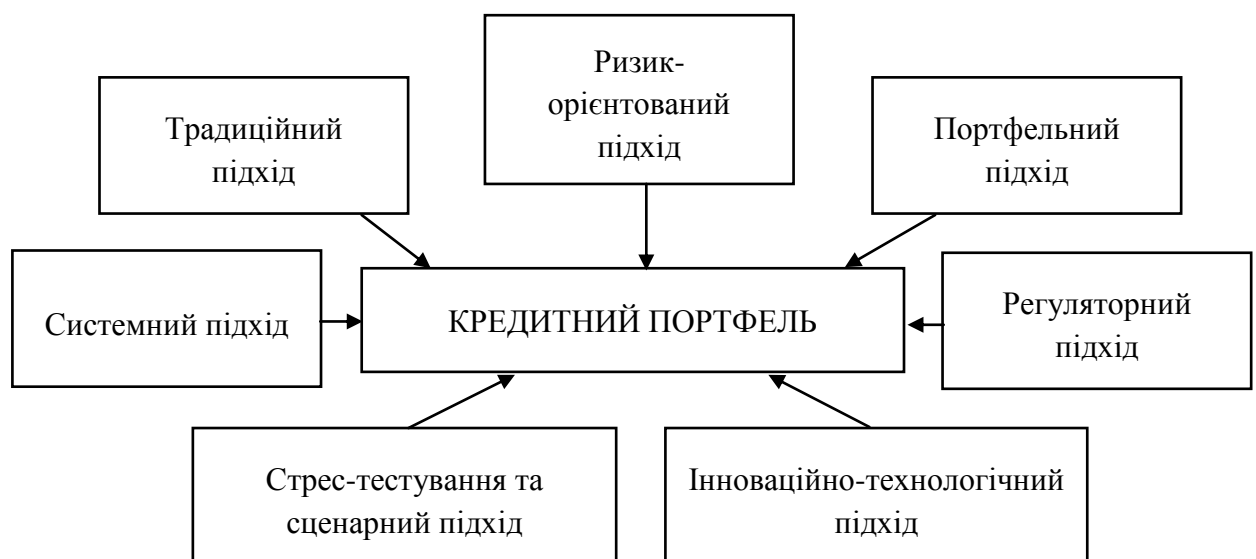 Ризик-
орієнтований
підхід
Традиційний
підхід
Портфельний
підхід
Системний підхід
КРЕДИТНИЙ ПОРТФЕЛЬ
Регуляторний
підхід
Стрес-тестування та
сценарний підхід
Інноваційно-технологічний
підхід